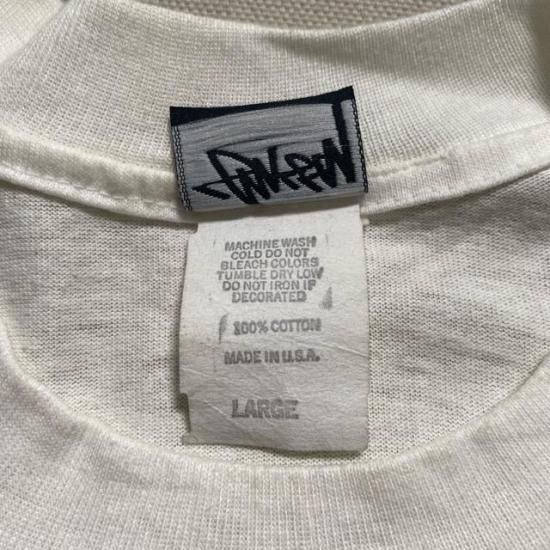 MACHINE WASH
COLD DO NOT
BLEACH COLORS
TUMBLE DRY LOW
DO NOT IRON IF
DECORATED
100% COTTON
MADE IN U.S.A.
LARGE